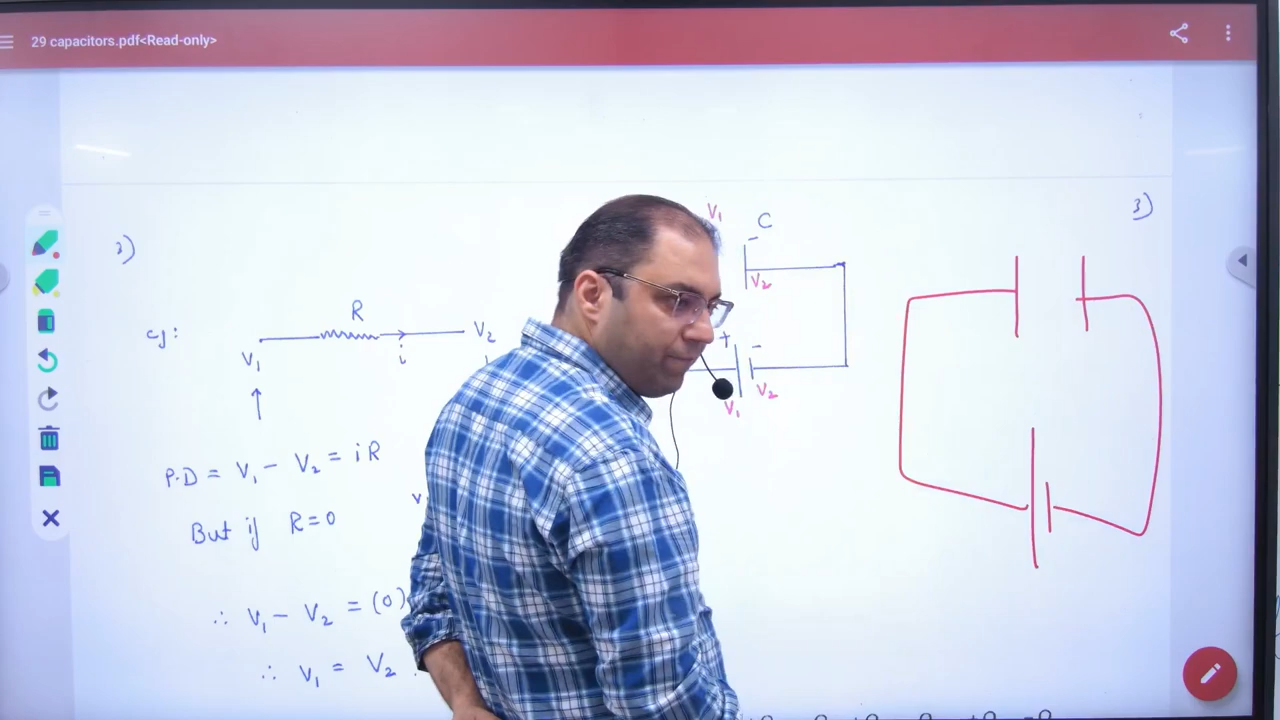 29 capacitors.pdf<Read-only>
2)
eg:
R
V₁
V₂
i
P.D = V₁ - V₂ = i R
But if R=0
∴ V₁ - V₂ = (0)
∴ V₁ = V₂
V₁
C
-
V₂
+
-
V₁
V₂
3)